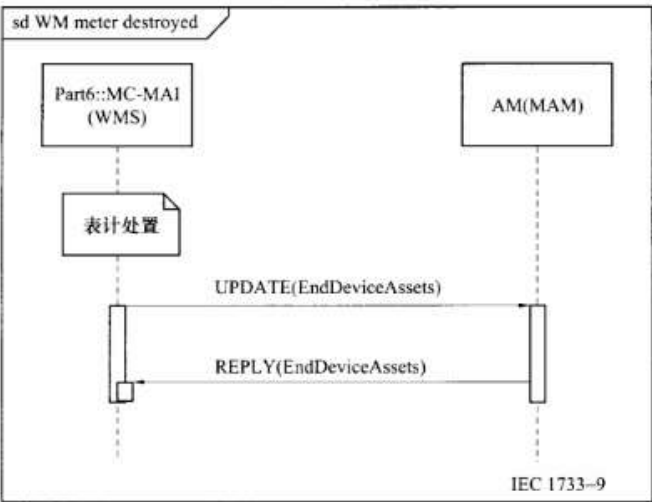 sd WM meter destroyed
Part6::MC-MAI
(WMS)
AM(MAM)
表计处置
UPDATE(EndDeviceAssets)
REPLY(EndDeviceAssets)
IEC 1733-9